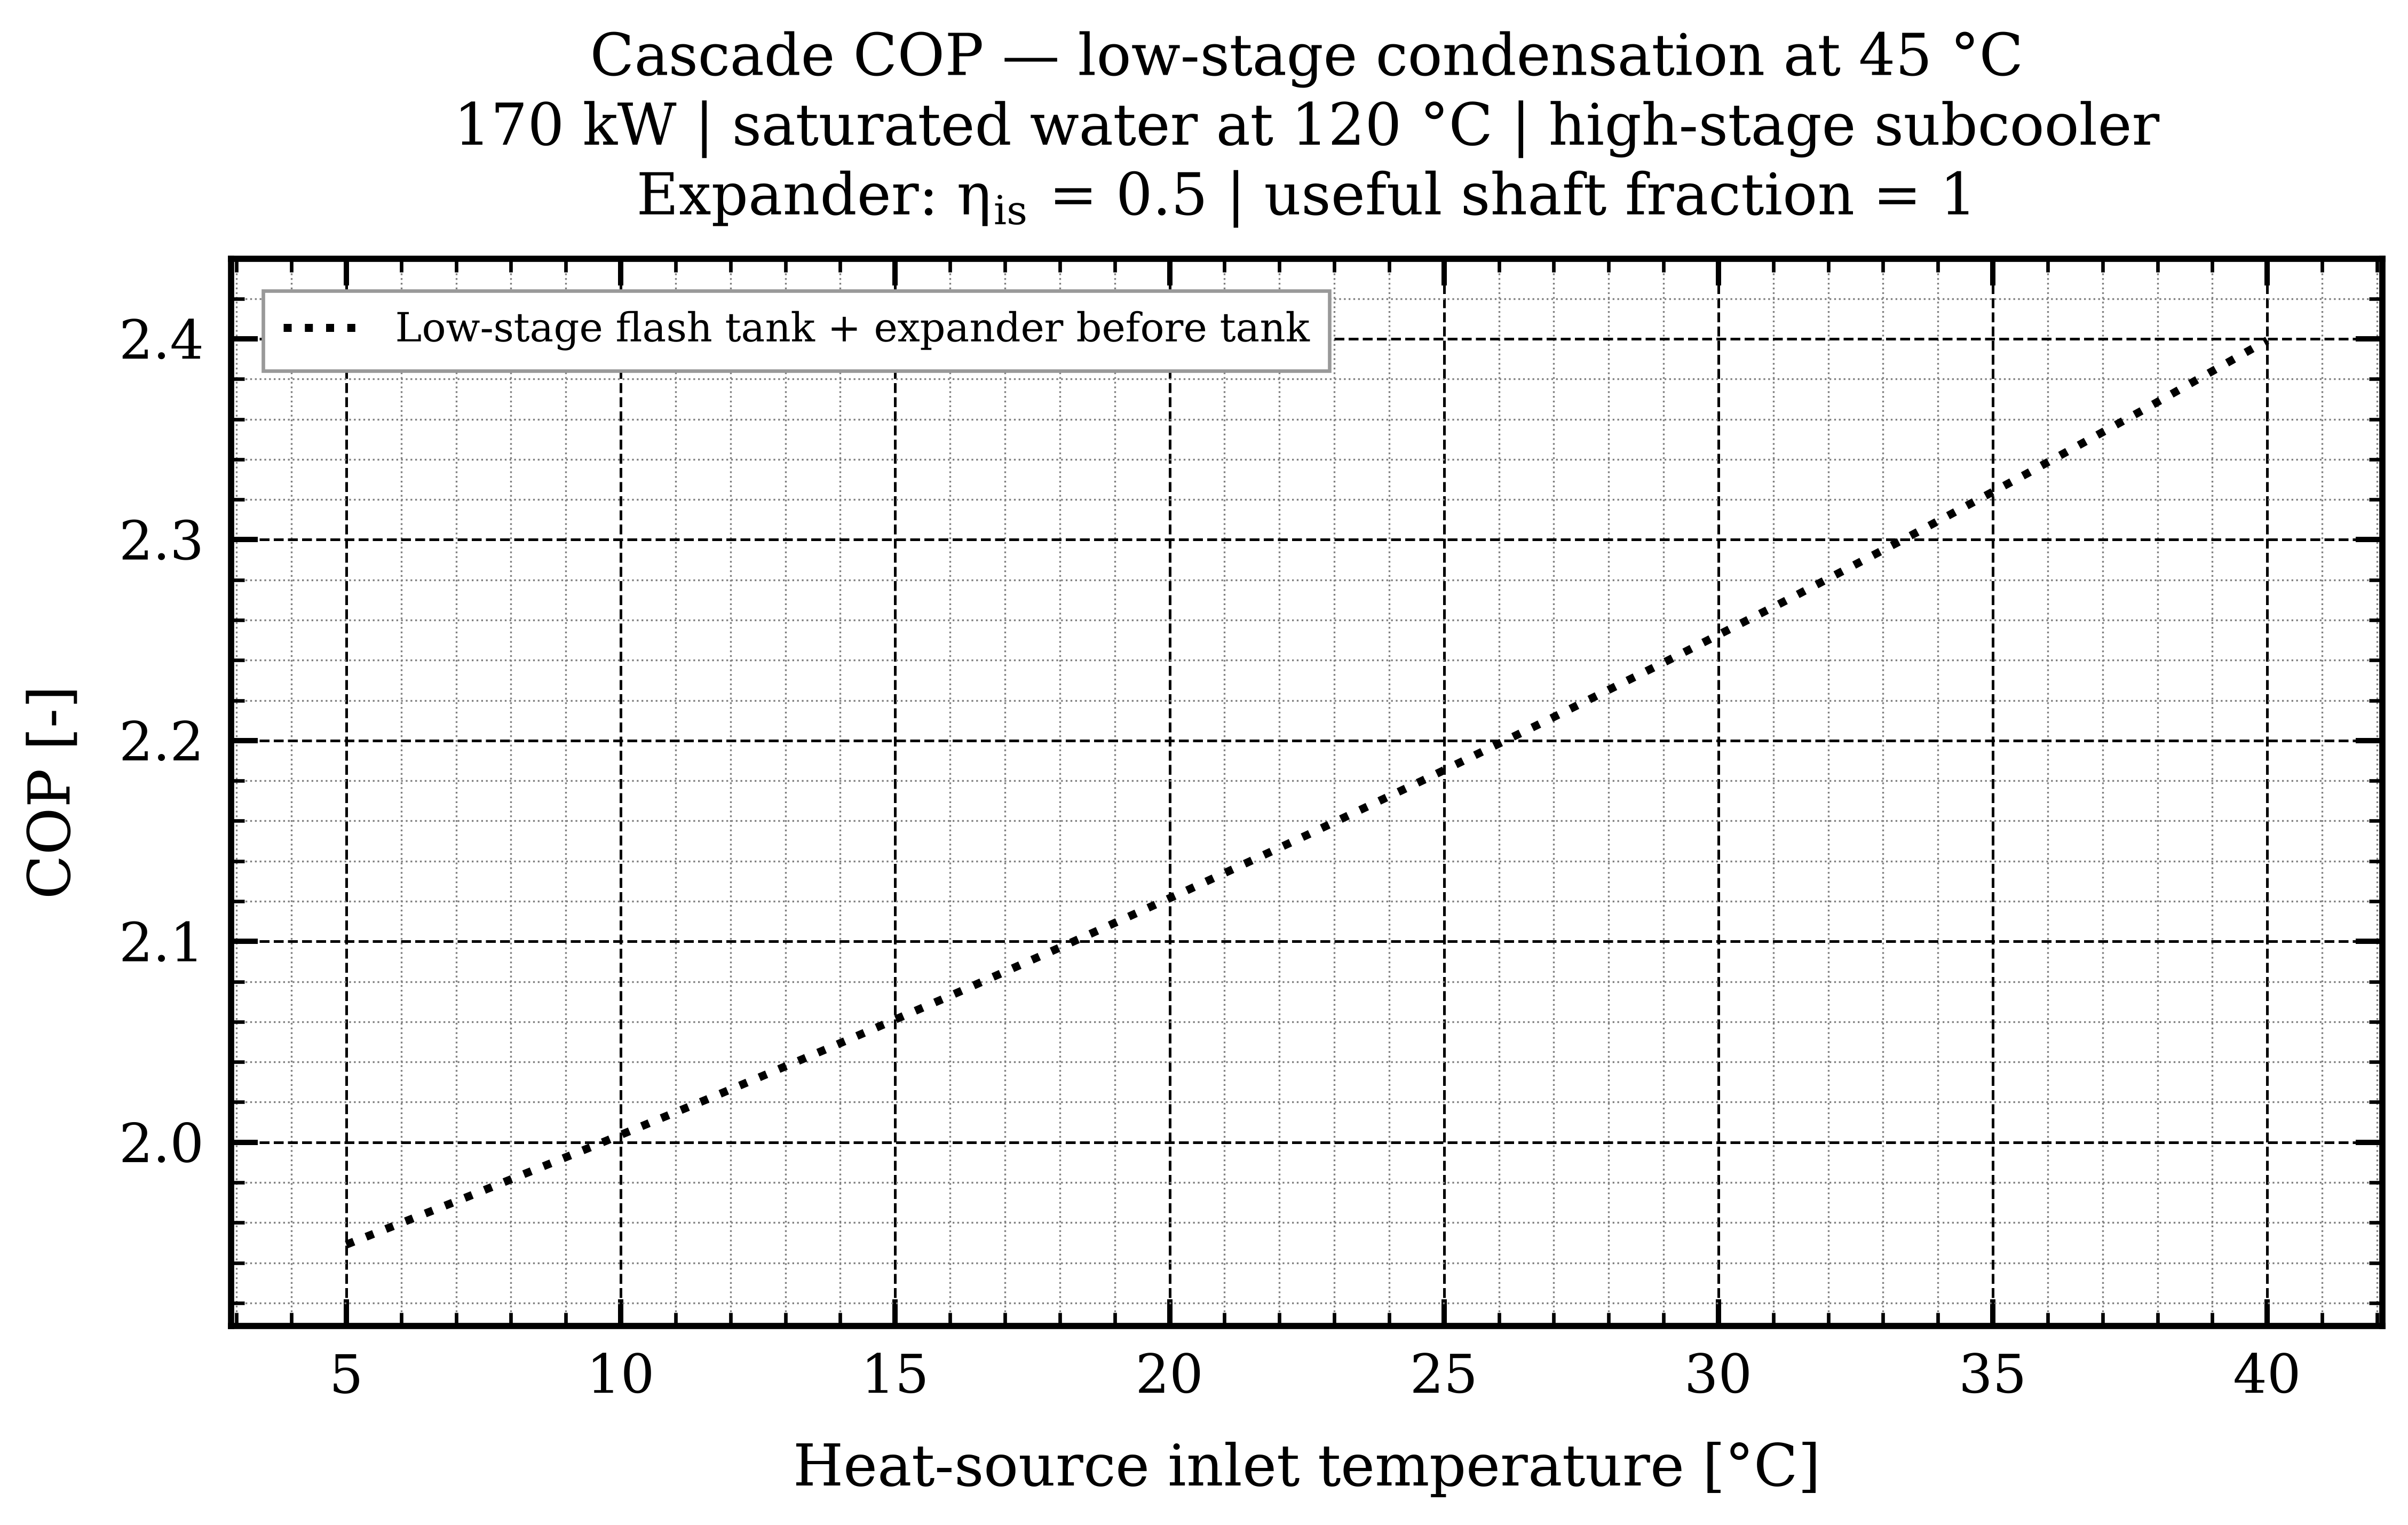 Cascade COP — low-stage condensation at 45 °C
170 kW | saturated water at 120 °C | high-stage subcooler
Expander: ηis = 0.5 | useful shaft fraction = 1
Low-stage flash tank + expander before tank
2.4
2.3
2.2
2.1
2.0
COP [-]
5 10 15 20 25 30 35 40
Heat-source inlet temperature [°C]